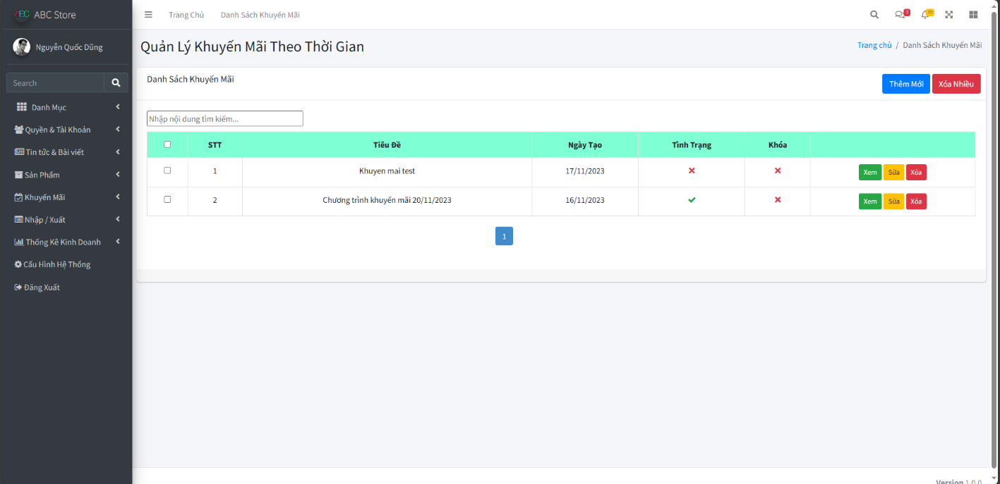 AEC ABC Store
Trang Chủ Danh Sách Khuyến Mãi
3 15
Nguyễn Quốc Dũng
Quản Lý Khuyến Mãi Theo Thời Gian
Trang chủ / Danh Sách Khuyến Mãi
Search
Danh Mục
Quyền & Tài Khoản
Tin tức & Bài viết
Sản Phẩm
Khuyến Mãi
Nhập / Xuất
Thống Kê Kinh Doanh
Cấu Hình Hệ Thống
Đăng Xuất
Danh Sách Khuyến Mãi
Thêm Mới Xóa Nhiều
Nhập nội dung tìm kiếm...
STT Tiêu Đề Ngày Tạo Tình Trạng Khóa
1 Khuyen mai test 17/11/2023 Xem Sửa Xóa
2 Chương trình khuyến mãi 20/11/2023 16/11/2023 Xem Sửa Xóa
1
Version 1.0.0